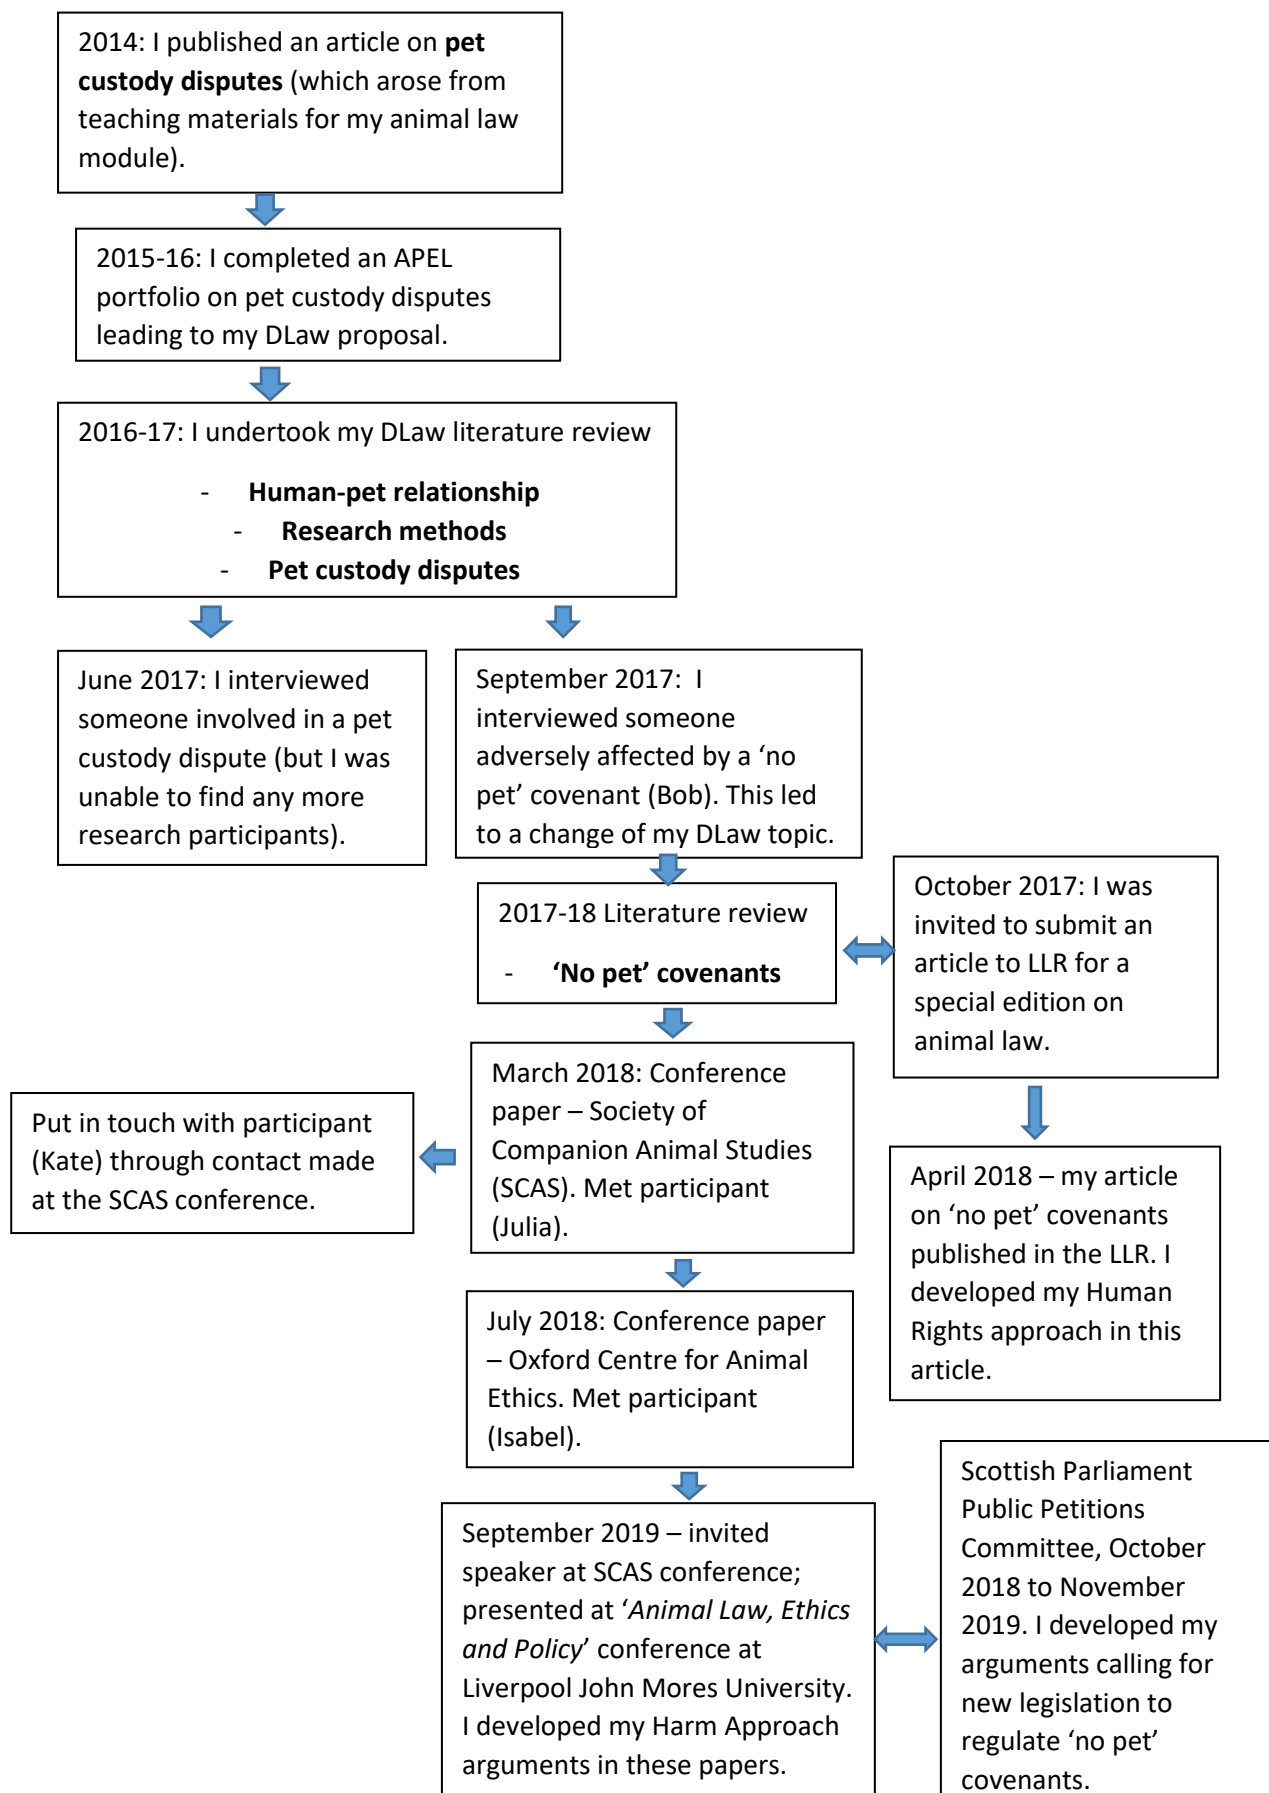 2014: I published an article on pet
custody disputes (which arose from
teaching materials for my animal law
module).
2015-16: I completed an APEL
portfolio on pet custody disputes
leading to my DLaw proposal.
2016-17: I undertook my DLaw literature review
- Human-pet relationship
- Research methods
- Pet custody disputes
June 2017: I interviewed
someone involved in a pet
custody dispute (but I was
unable to find any more
research participants).
September 2017: I
interviewed someone
adversely affected by a ‘no
pet’ covenant (Bob). This led
to a change of my DLaw topic.
2017-18 Literature review
- ‘No pet’ covenants
October 2017: I was
invited to submit an
article to LLR for a
special edition on
animal law.
March 2018: Conference
paper – Society of
Companion Animal Studies
(SCAS). Met participant
(Julia).
Put in touch with participant
(Kate) through contact made
at the SCAS conference.
April 2018 – my article
on ‘no pet’ covenants
published in the LLR. I
developed my Human
Rights approach in this
article.
July 2018: Conference paper
– Oxford Centre for Animal
Ethics. Met participant
(Isabel).
September 2019 – invited
speaker at SCAS conference;
presented at ‘Animal Law, Ethics
and Policy’ conference at
Liverpool John Mores University.
I developed my Harm Approach
arguments in these papers.
Scottish Parliament
Public Petitions
Committee, October
2018 to November
2019. I developed my
arguments calling for
new legislation to
regulate ‘no pet’
covenants.